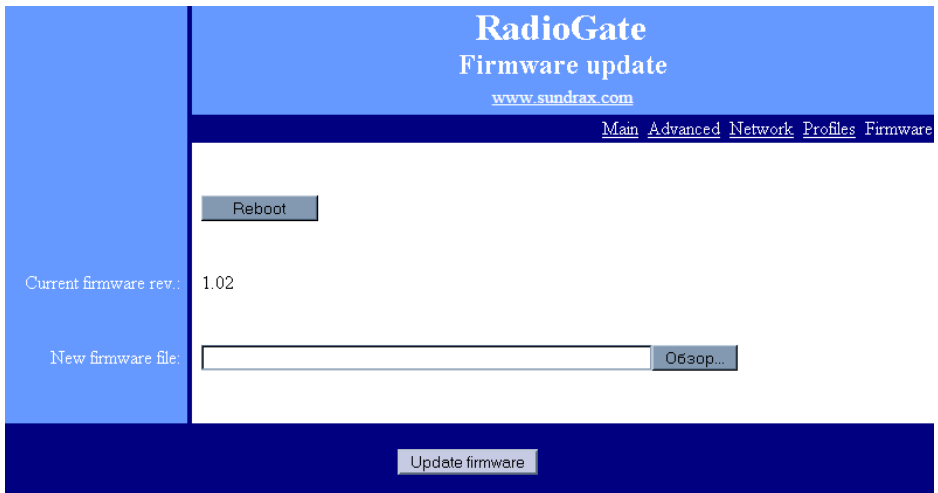 RadioGate
Firmware update
www.sundrax.com
Main Advanced Network Profiles Firmware
Reboot
Current firmware rev.: 1.02
New firmware file: Обзор...
Update firmware